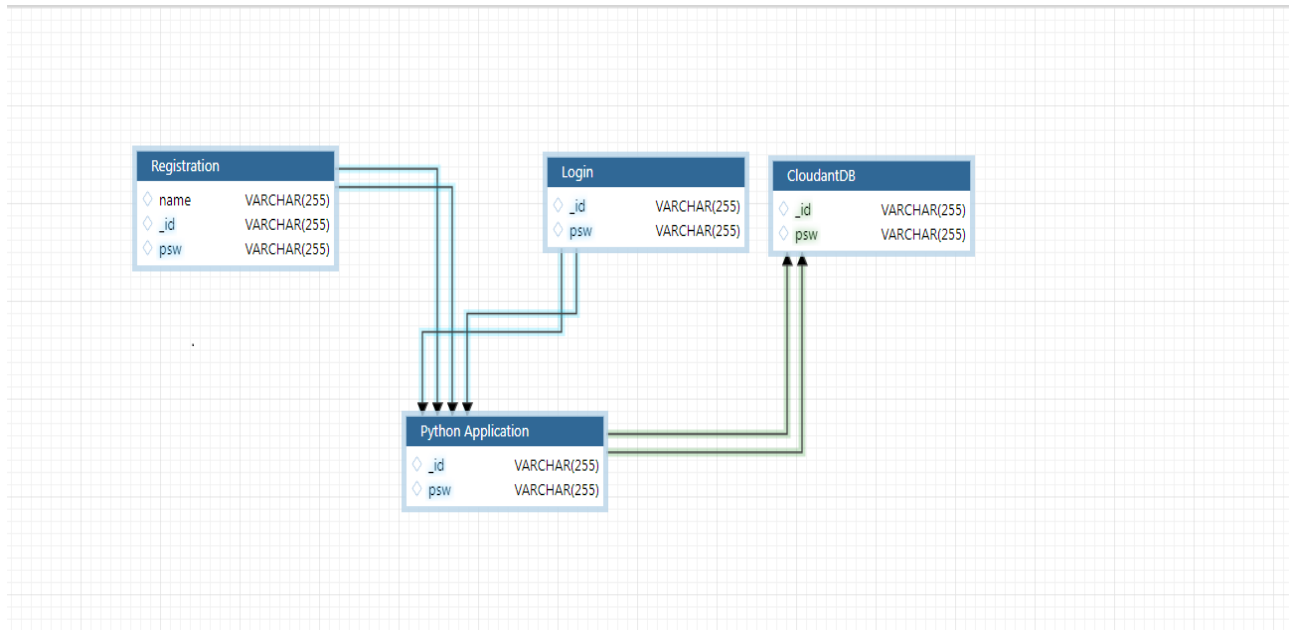 Registration
name VARCHAR(255)
_id VARCHAR(255)
psw VARCHAR(255)
Login
_id VARCHAR(255)
psw VARCHAR(255)
CloudantDB
_id VARCHAR(255)
psw VARCHAR(255)
Python Application
_id VARCHAR(255)
psw VARCHAR(255)